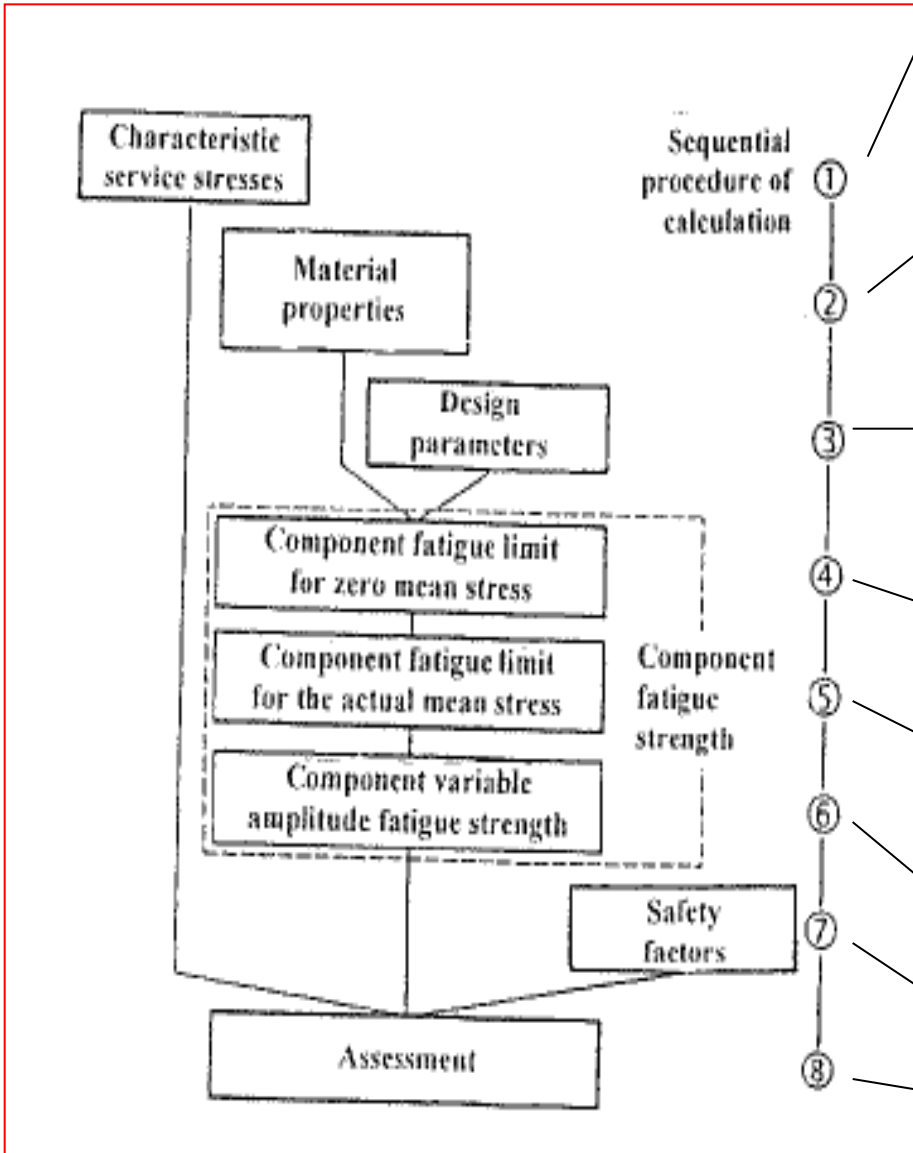 Characteristic
service stresses
Sequential
procedure of
calculation
①
Material
properties
②
Design
parameters
③
Component fatigue limit
for zero mean stress
④
Component fatigue limit
for the actual mean stress
Component
fatigue
strength
⑤
Component variable
amplitude fatigue strength
⑥
Safety
factors
⑦
Assessment
⑧